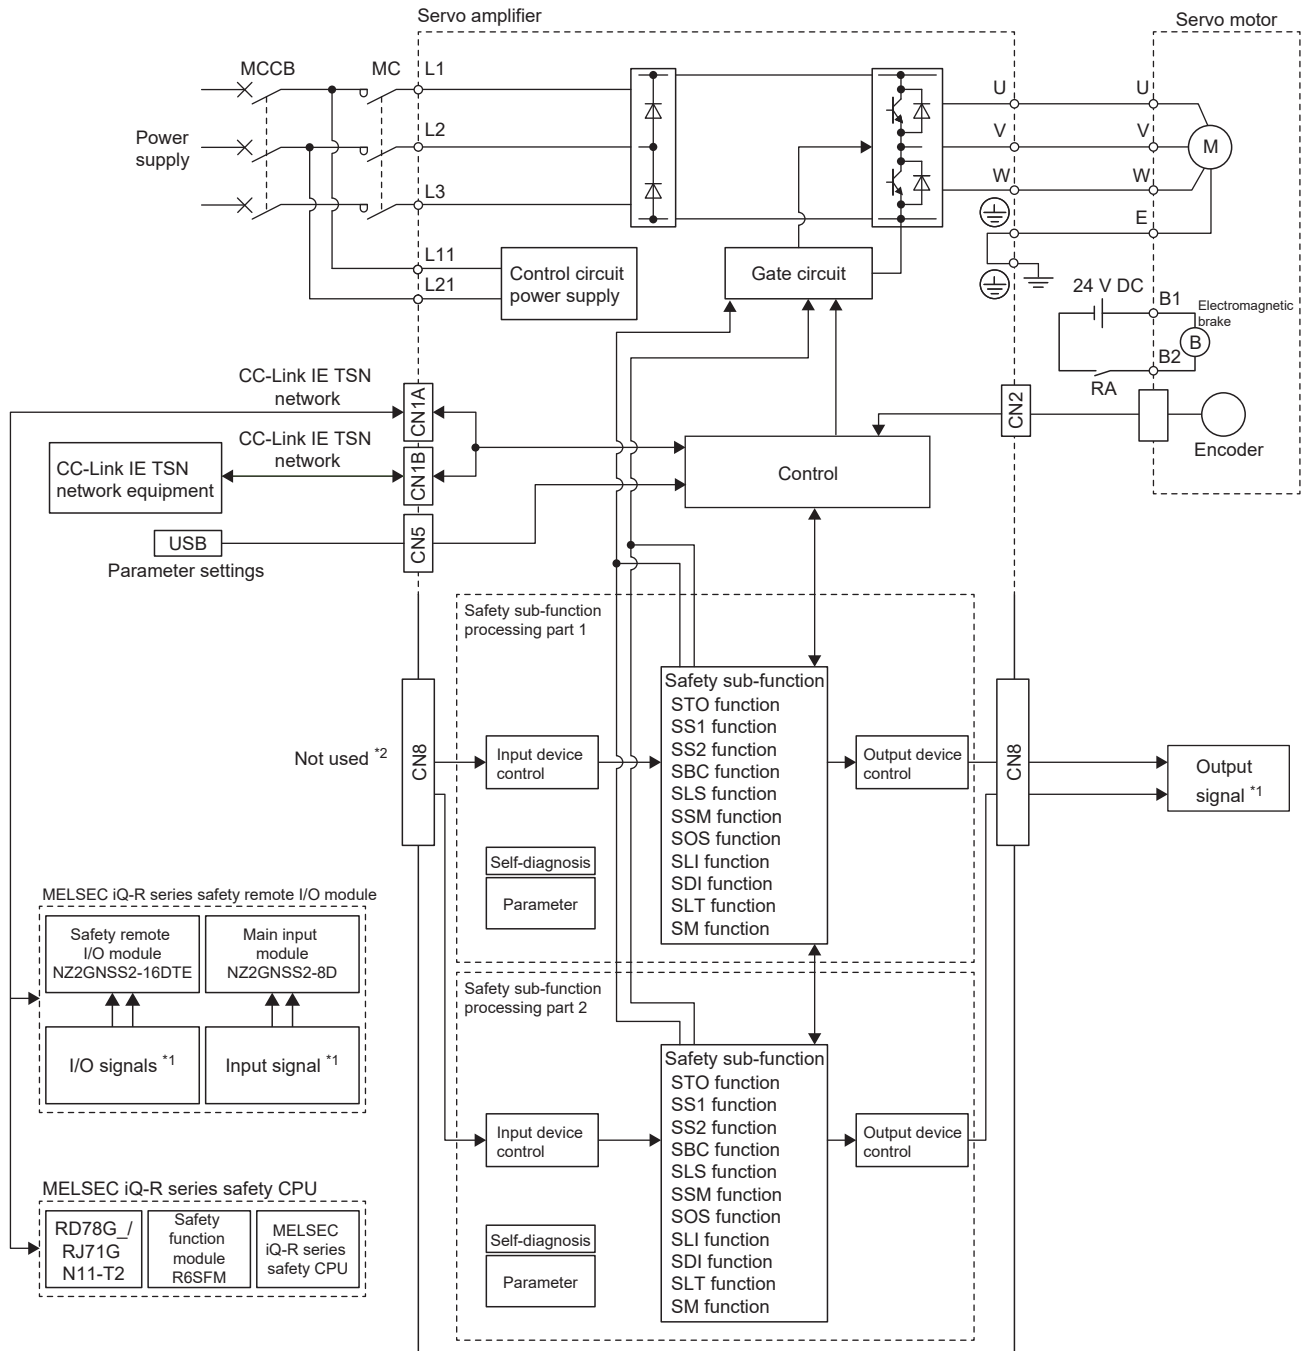 Servo amplifier
Servo motor
MCCB
MC
L1
L2
L3
Power
supply
U
V
W
U
V
W
E
M
L11
L21
Control circuit
power supply
Gate circuit
24 V DC
B1
Electromagnetic
brake
B
B2
RA
CC-Link IE TSN
network
CN1A
CN2
CC-Link IE TSN
network
CN1B
CC-Link IE TSN
network equipment
Control
Encoder
USB
CN5
Parameter settings
Safety sub-function
processing part 1
Not used *2
CN8
Input device
control
Safety sub-function
STO function
SS1 function
SS2 function
SBC function
SLS function
SSM function
SOS function
SLI function
SDI function
SLT function
SM function
Output device
control
CN8
Output
signal *1
Self-diagnosis
Parameter
MELSEC iQ-R series safety remote I/O module
Safety remote
I/O module
NZ2GNSS2-16DTE
Main input
module
NZ2GNSS2-8D
I/O signals *1
Input signal *1
Safety sub-function
processing part 2
Input device
control
Safety sub-function
STO function
SS1 function
SS2 function
SBC function
SLS function
SSM function
SOS function
SLI function
SDI function
SLT function
SM function
Output device
control
Self-diagnosis
Parameter
MELSEC iQ-R series safety CPU
RD78G_/
RJ71G
N11-T2
Safety
function
module
R6SFM
MELSEC
iQ-R series
safety CPU